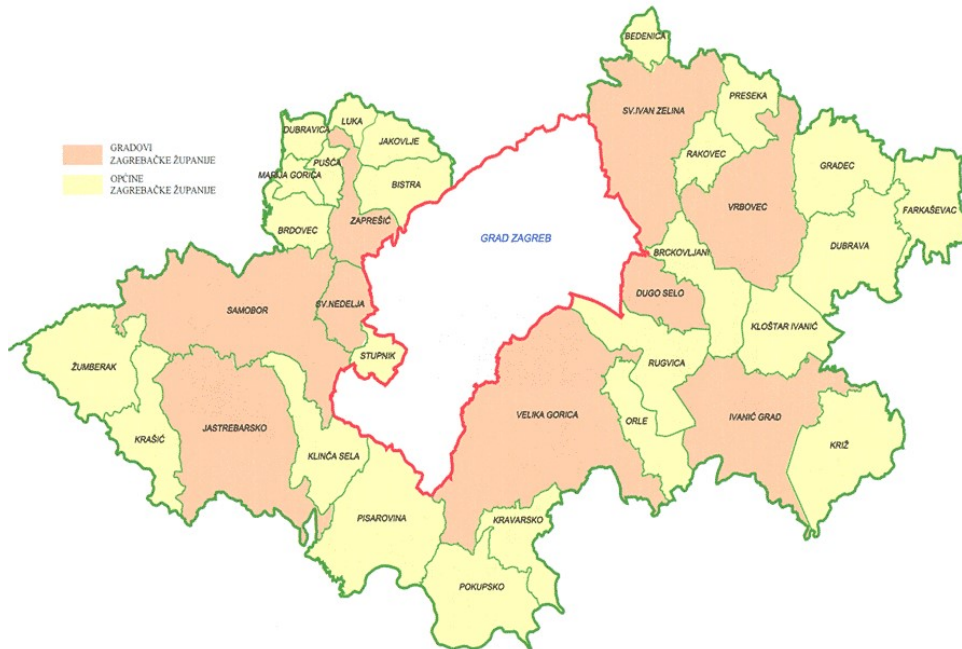 BEDENICA
PRESEKA
SV.IVAN ZELINA
LUKA
DUBRAVICA
JAKOVLJE
GRADOVI
ZAGREBAČKE ŽUPANIJE
PUŠĆA
RAKOVEC
GRADEC
MARIJA GORICA
BISTRA
OPĆINE
ZAGREBAČKE ŽUPANIJE
VRBOVEC
FARKAŠEVAC
ZAPREŠIĆ
BRDOVEC
GRAD ZAGREB
DUBRAVA
BRCKOVLJANI
DUGO SELO
SV.NEDELJA
SAMOBOR
KLOŠTAR IVANIĆ
STUPNIK
ŽUMBERAK
RUGVICA
JASTREBARSKO
VELIKA GORICA
ORLE
IVANIĆ GRAD
KRAŠIĆ
KRIŽ
KLINČA SELA
PISAROVINA
KRAVARSKO
POKUPSKO